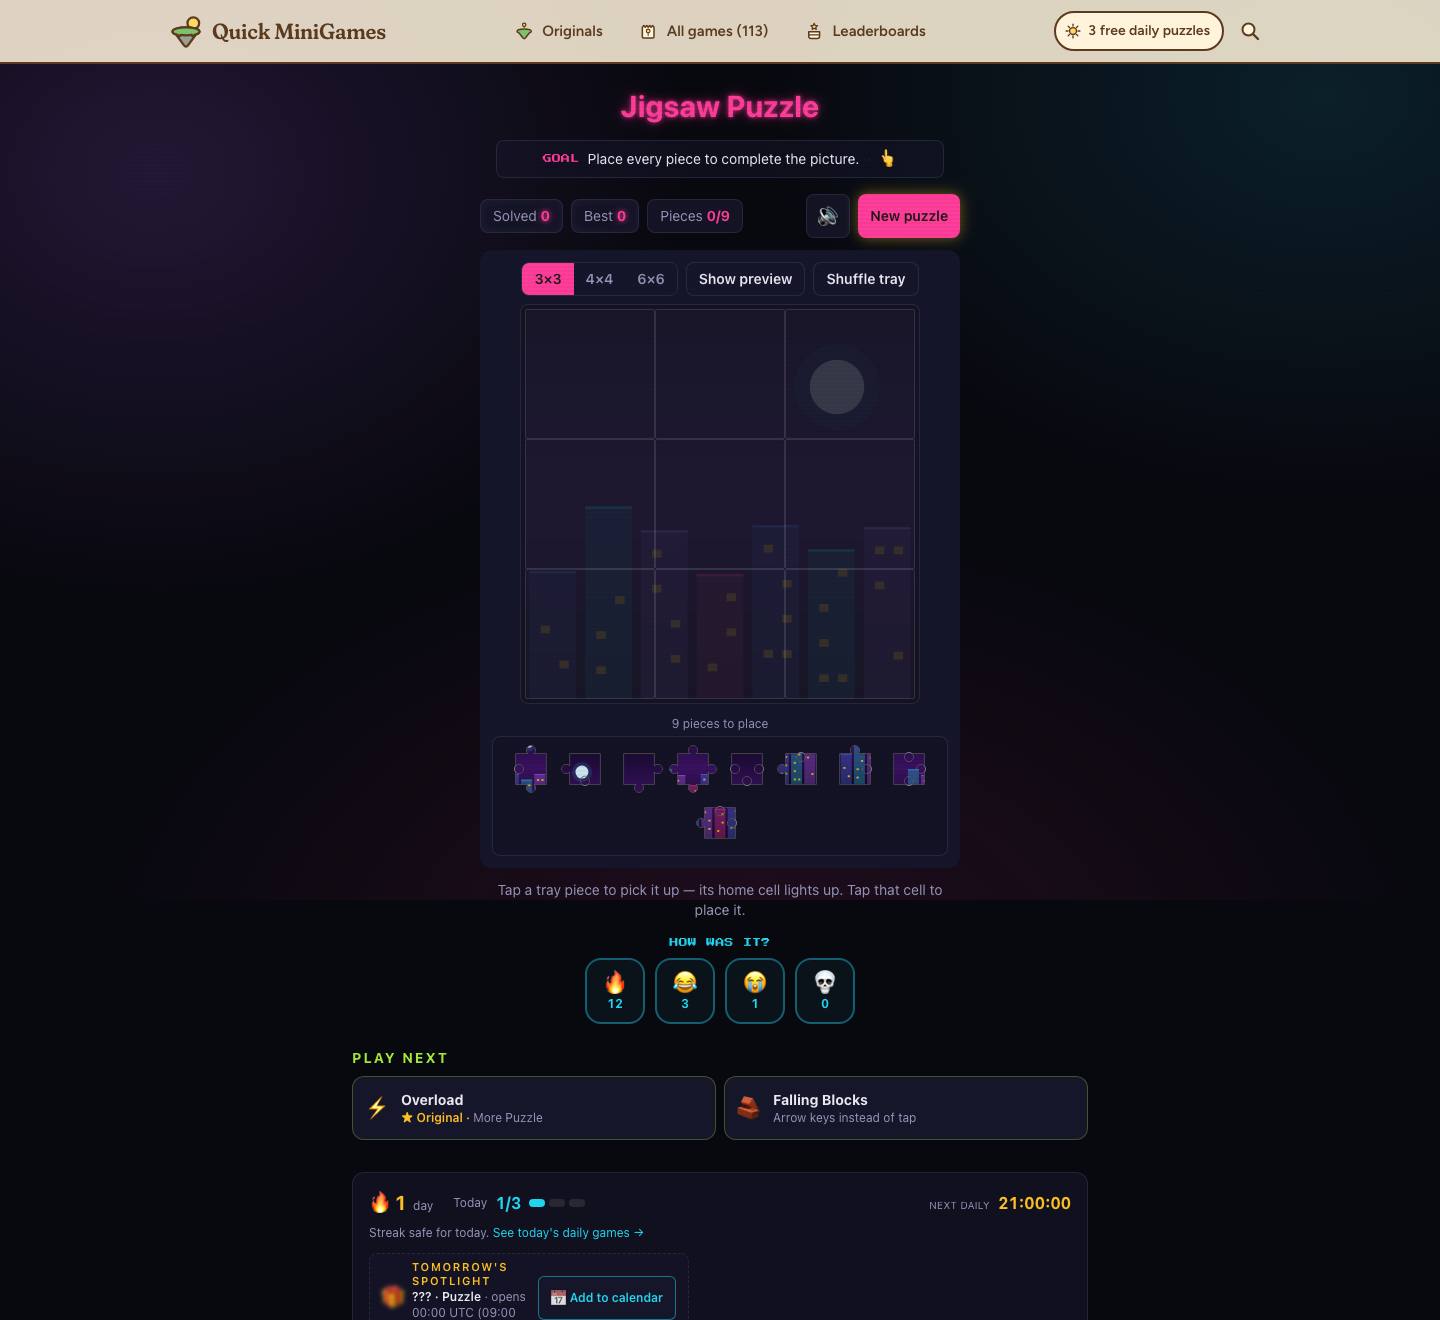 Quick MiniGames
Originals
All games (113)
Leaderboards
3 free daily puzzles
Jigsaw Puzzle
GOAL Place every piece to complete the picture.
Solved 0
Best 0
Pieces 0/9
New puzzle
3×3
4×4
6×6
Show preview
Shuffle tray
9 pieces to place
Tap a tray piece to pick it up — its home cell lights up. Tap that cell to
place it.
HOW WAS IT?
12
3
1
0
PLAY NEXT
Overload
Original · More Puzzle
Falling Blocks
Arrow keys instead of tap
1 day
Today 1/3
NEXT DAILY 21:00:00
Streak safe for today. See today's daily games →
TOMORROW'S
SPOTLIGHT
??? · Puzzle · opens
00:00 UTC (09:00
Add to calendar